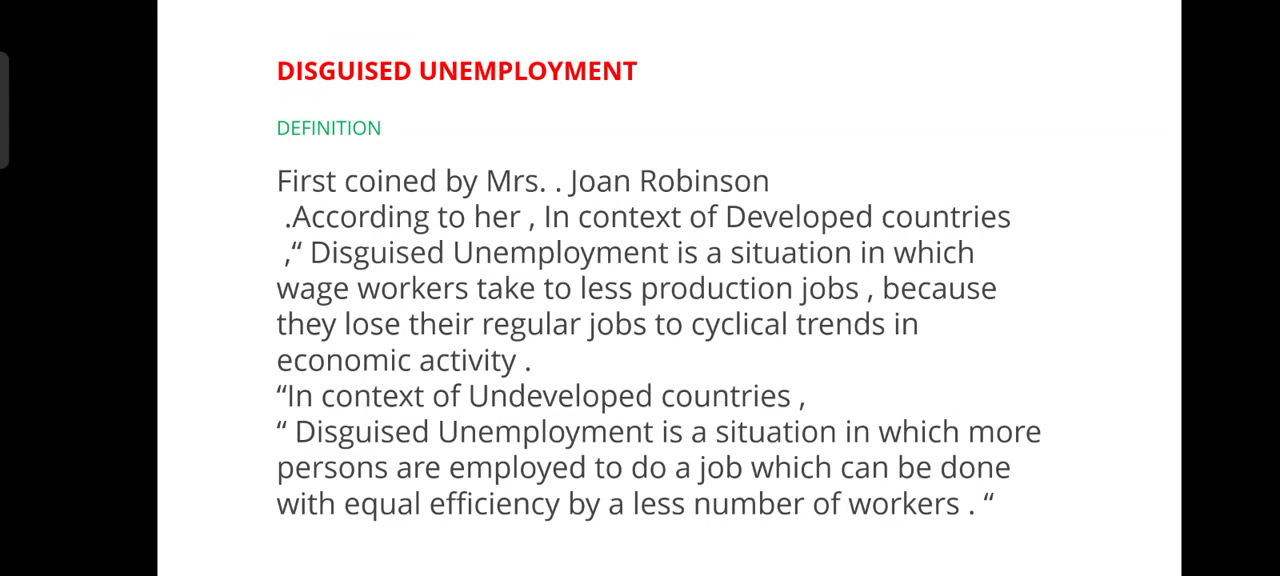 DISGUISED UNEMPLOYMENT
DEFINITION
First coined by Mrs. . Joan Robinson
.According to her , In context of Developed countries
,“ Disguised Unemployment is a situation in which
wage workers take to less production jobs , because
they lose their regular jobs to cyclical trends in
economic activity .
“In context of Undeveloped countries ,
“ Disguised Unemployment is a situation in which more
persons are employed to do a job which can be done
with equal efficiency by a less number of workers . “